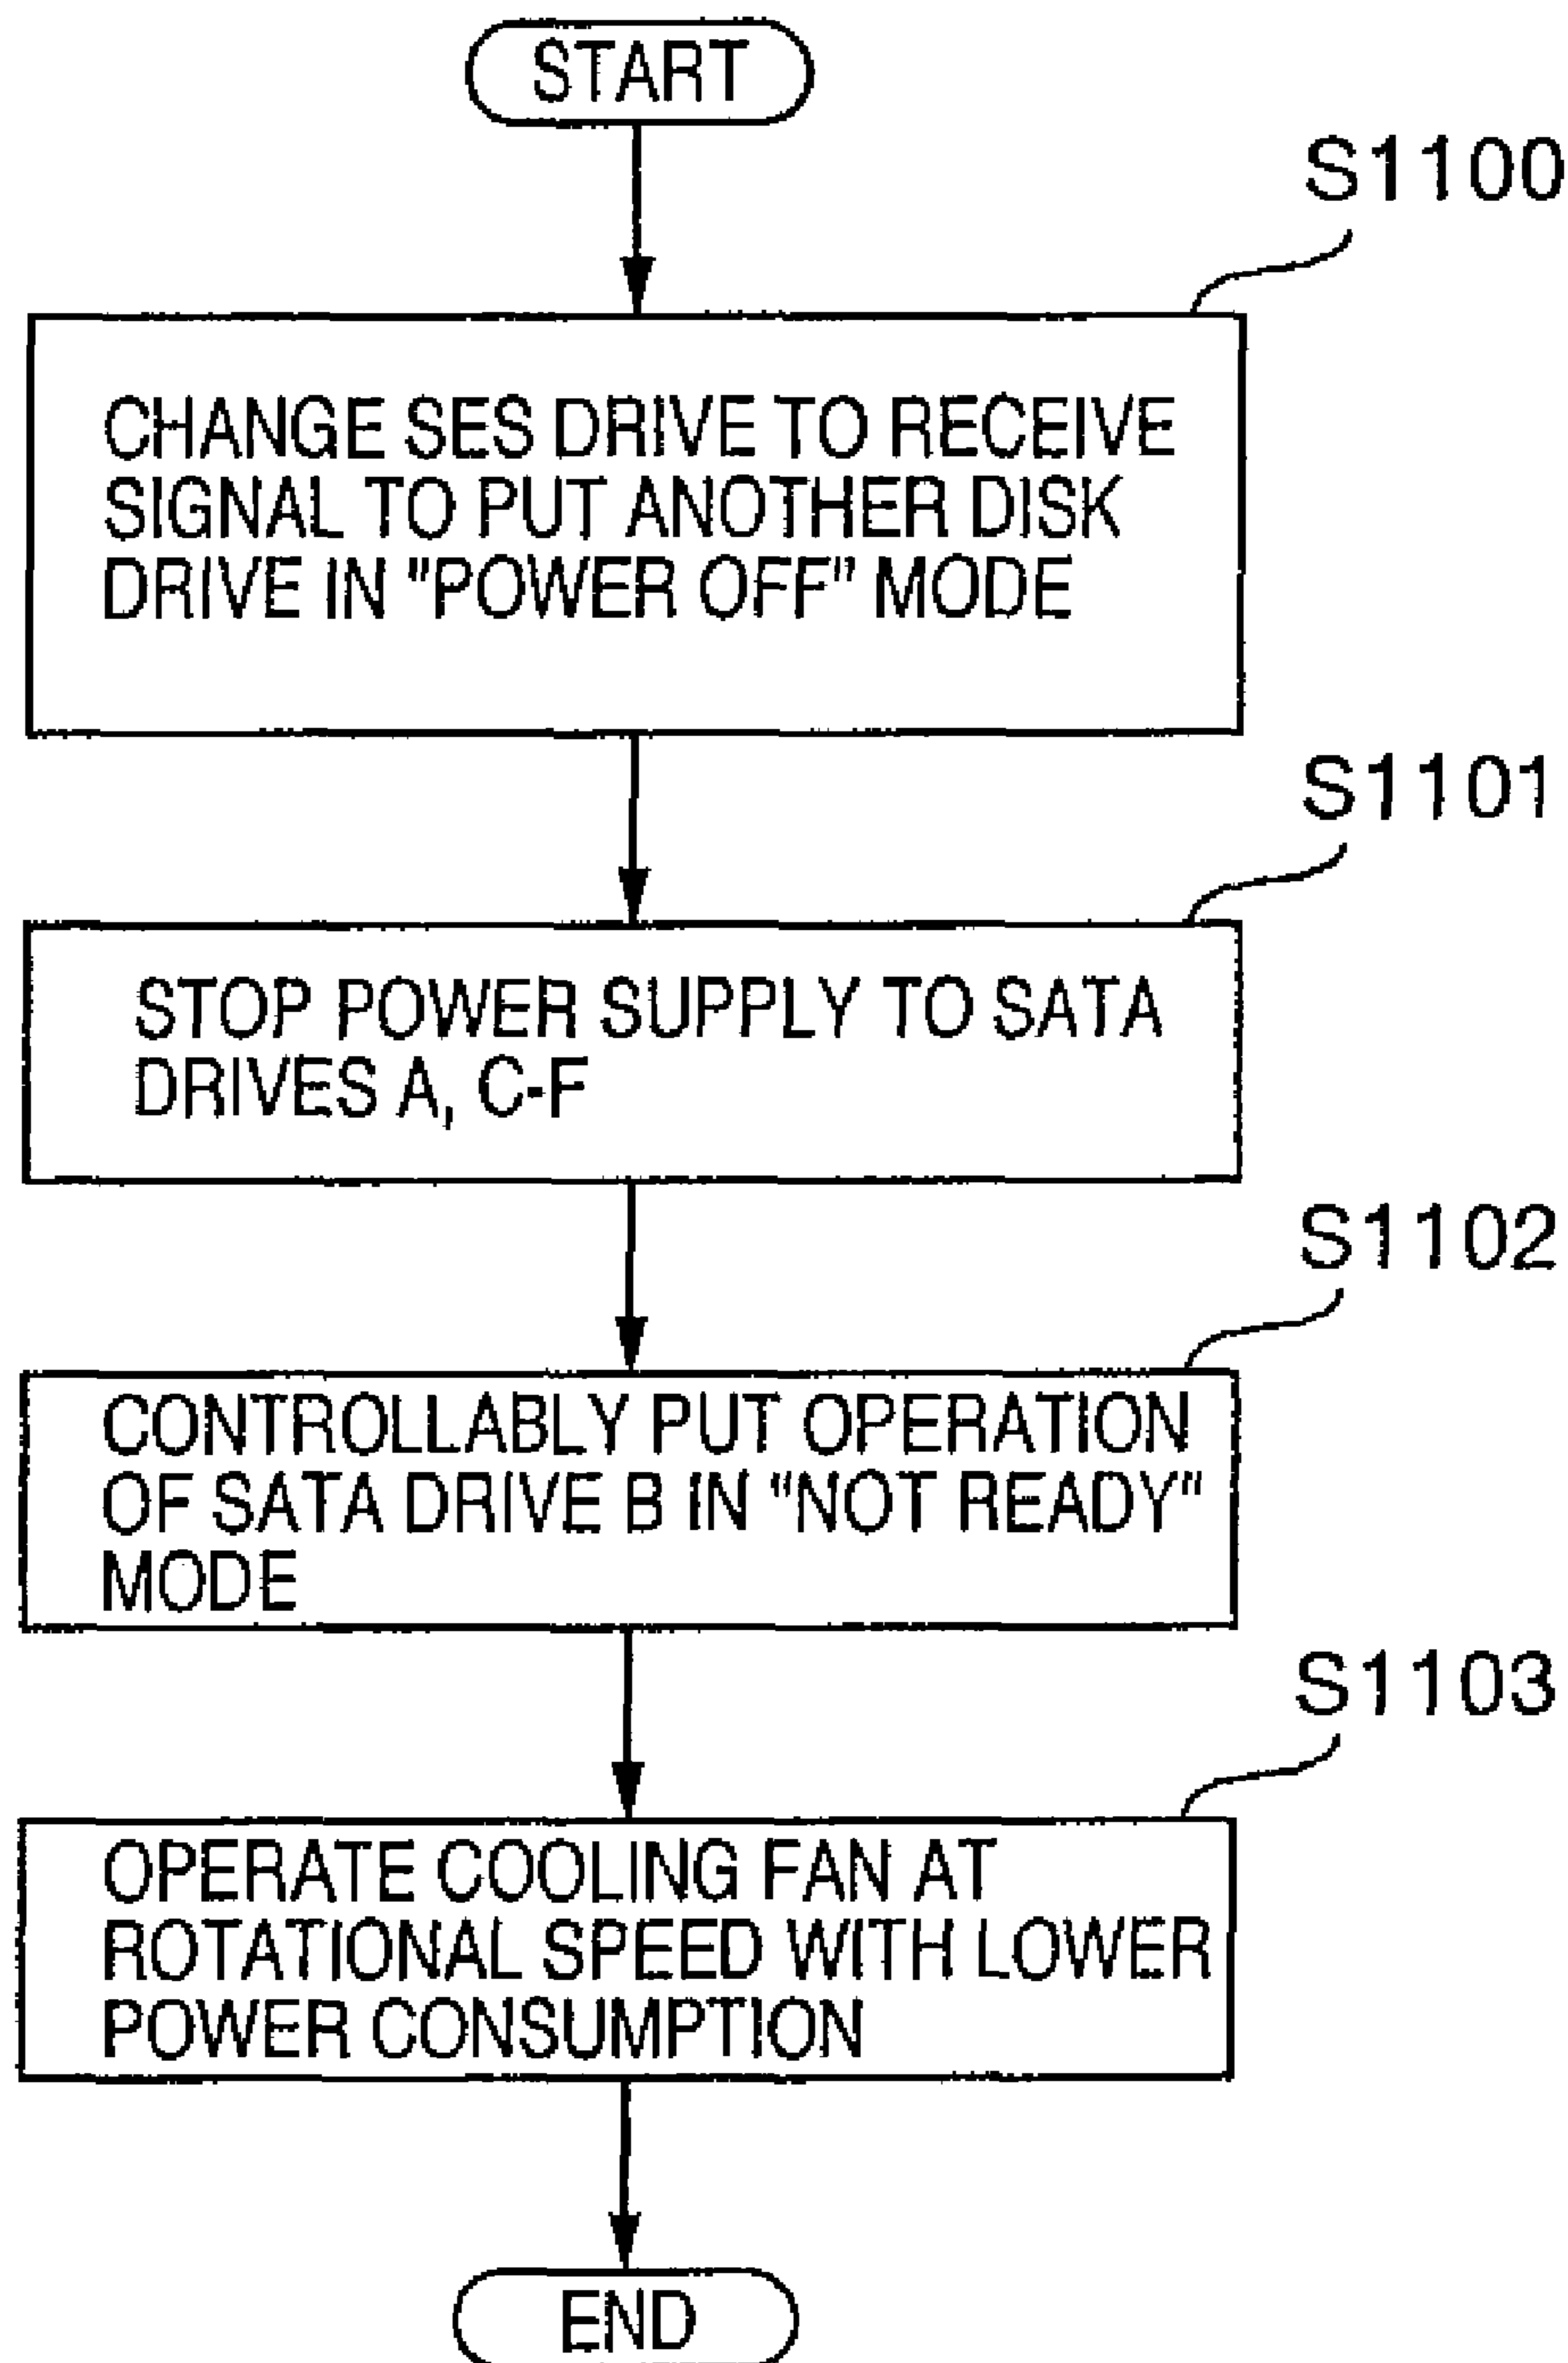 START
S1100
CHANGE SES DRIVE TO RECEIVE
SIGNAL TO PUT ANOTHER DISK
DRIVE IN "POWER OFF" MODE
S1101
STOP POWER SUPPLY TO SATA
DRIVES A, C-F
S1102
CONTROLLABLY PUT OPERATION
OF SATA DRIVE B IN "NOT READY"
MODE
S1103
OPERATE COOLING FAN AT
ROTATIONAL SPEED WITH LOWER
POWER CONSUMPTION
END